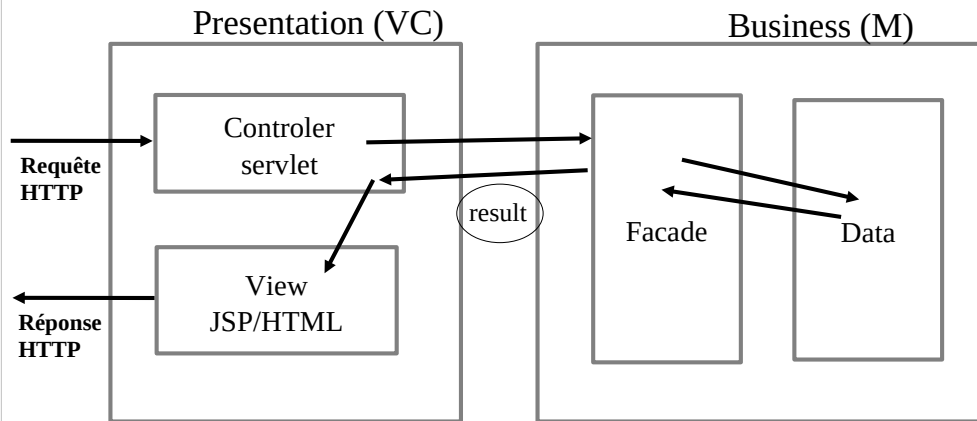 Presentation (VC)
Business (M)
Controler
servlet
Requête
HTTP
result
Facade
Data
View
JSP/HTML
Réponse
HTTP